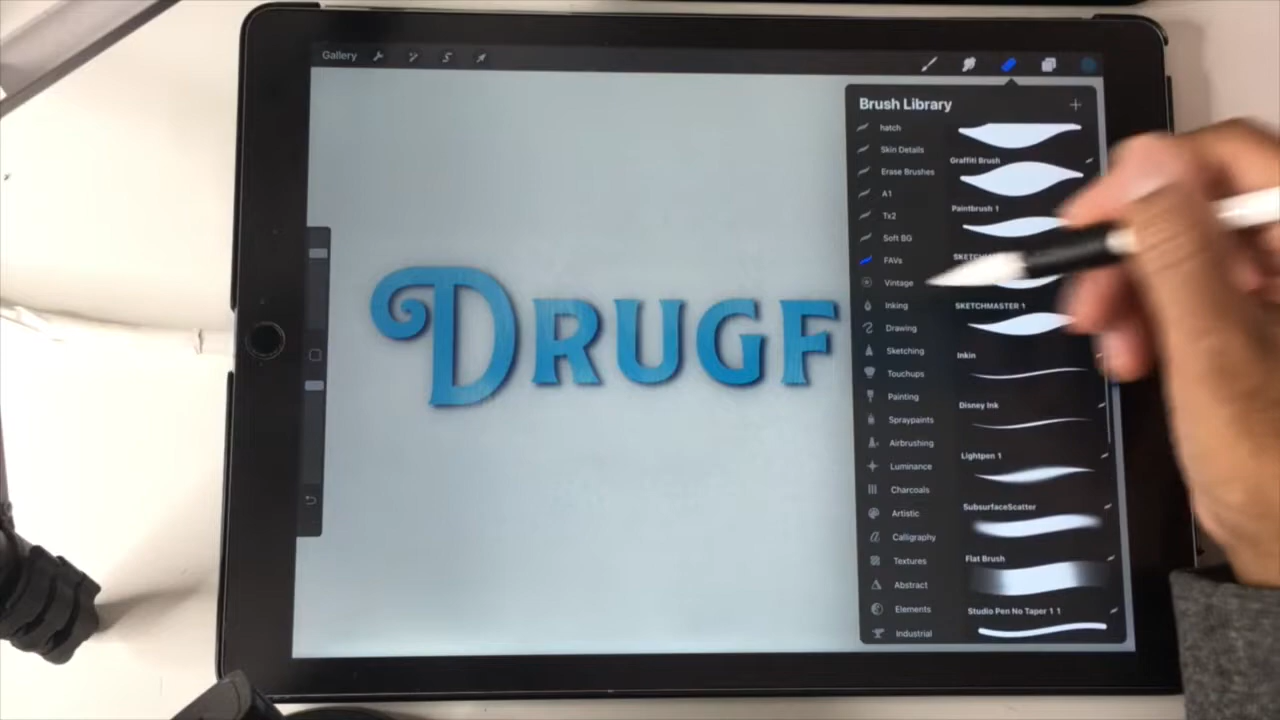 Gallery
DRUGF
Brush Library
hatch
Skin Details
Erase Brushes
A1
Tx2
Soft BG
FAVs
Vintage
Inking
Drawing
Sketching
Touchups
Painting
Spraypaints
Airbrushing
Luminance
Charcoals
Artistic
Calligraphy
Textures
Abstract
Elements
Industrial
Graffiti Brush
Paintbrush 1
SKETCHMASTER 1
Inkin
Disney Ink
Lightpen 1
SubsurfaceScatter
Flat Brush
Studio Pen No Taper 1 1